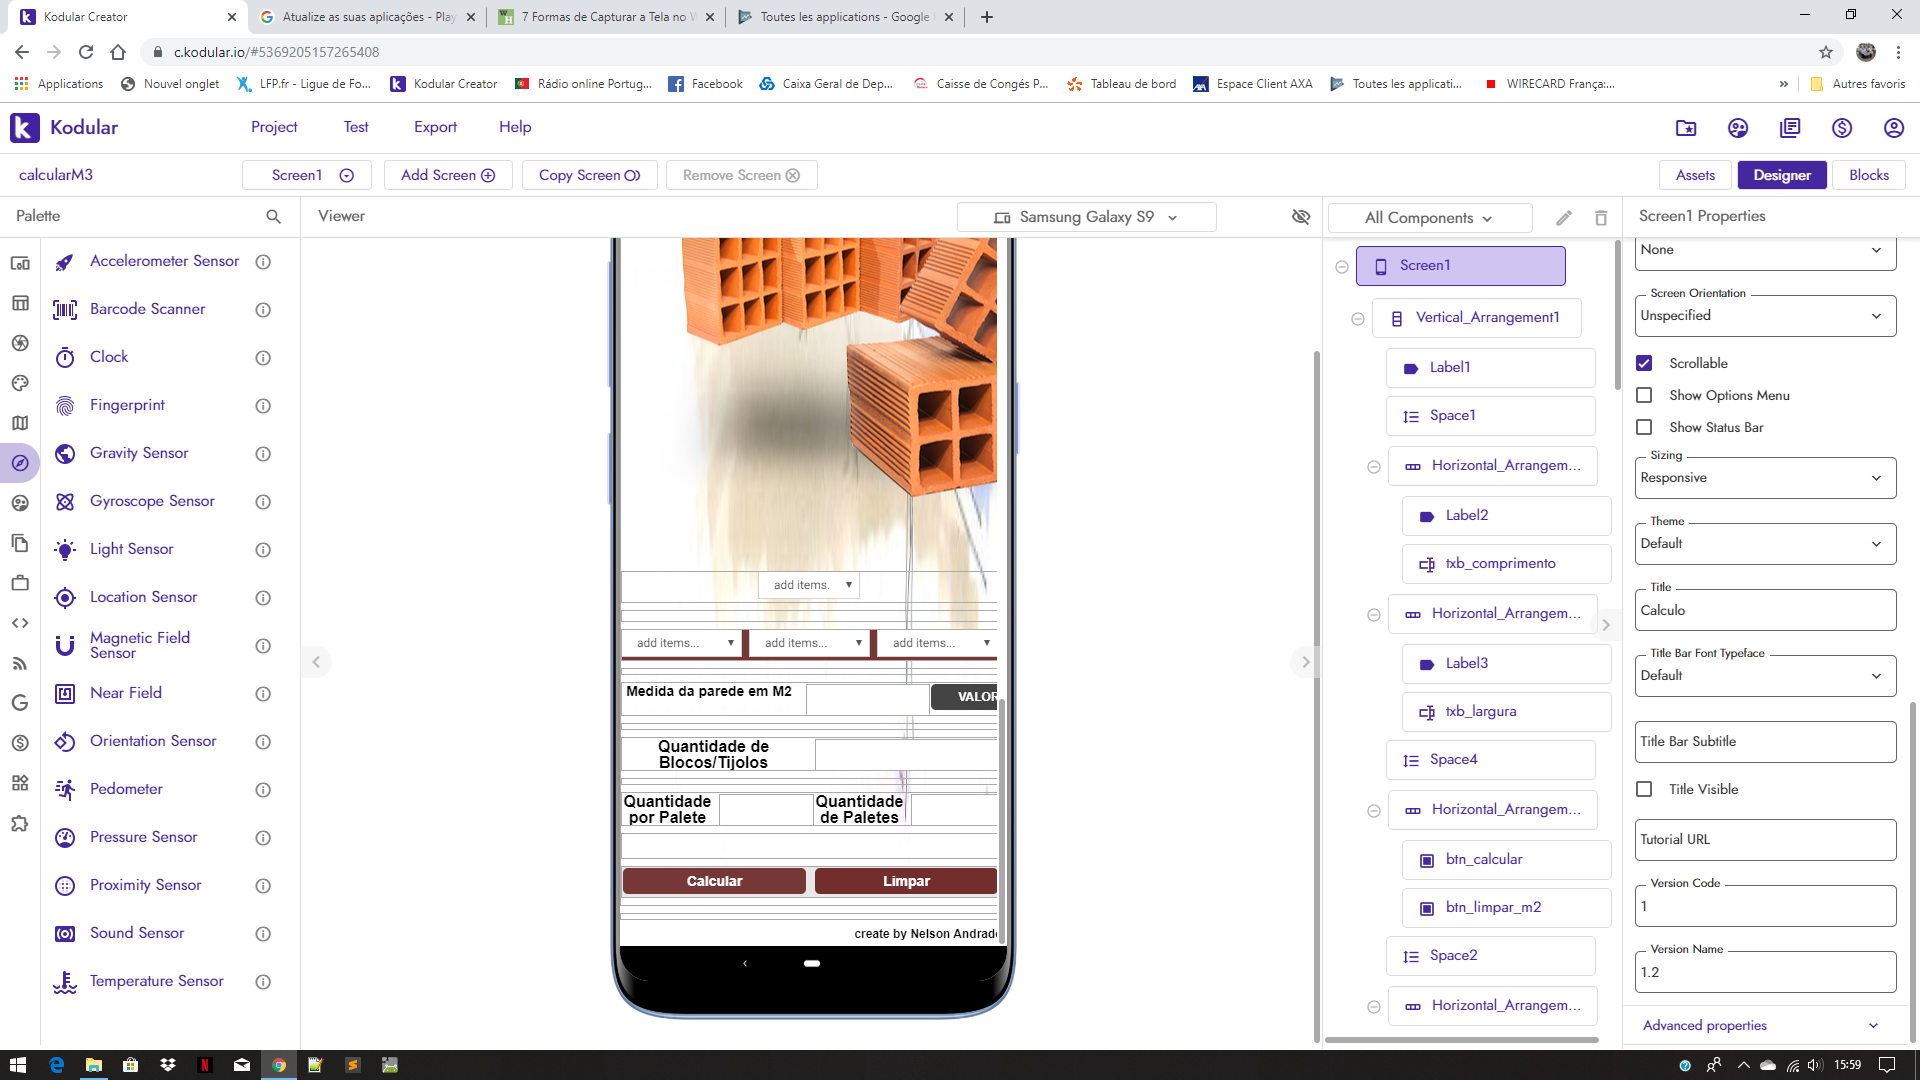 Kodular Creator
Atualize as suas aplicações - Play
7 Formas de Capturar a Tela no W
Toutes les applications - Google
c.kodular.io/#5369205157265408
Applications
Nouvel onglet
LFP.fr - Ligue de Fo...
Kodular Creator
Rádio online Portug...
Facebook
Caixa Geral de Dep...
Caisse de Congés P...
Tableau de bord
Espace Client AXA
Toutes les applicati...
WIRECARD França:...
»
Autres favoris
Kodular
Project
Test
Export
Help
calcularM3
Screen1
Add Screen
Copy Screen
Remove Screen
Assets
Designer
Blocks
Palette
Viewer
Samsung Galaxy S9
All Components
Screen1 Properties
Accelerometer Sensor
Barcode Scanner
Clock
Fingerprint
Gravity Sensor
Gyroscope Sensor
Light Sensor
Location Sensor
Magnetic Field
Sensor
Near Field
Orientation Sensor
Pedometer
Pressure Sensor
Proximity Sensor
Sound Sensor
Temperature Sensor
add items.
add items...
add items...
add items...
Medida da parede em M2
VALOR
Quantidade de
Blocos/Tijolos
Quantidade
por Palete
Quantidade
de Paletes
Calcular
Limpar
create by Nelson Andrade
Screen1
Vertical_Arrangement1
Label1
Space1
Horizontal_Arrangem...
Label2
txb_comprimento
Horizontal_Arrangem...
Label3
txb_largura
Space4
Horizontal_Arrangem...
btn_calcular
btn_limpar_m2
Space2
Horizontal_Arrangem...
None
Screen Orientation
Unspecified
Scrollable
Show Options Menu
Show Status Bar
Sizing
Responsive
Theme
Default
Title
Calculo
Title Bar Font Typeface
Default
Title Bar Subtitle
Title Visible
Tutorial URL
Version Code
1
Version Name
1.2
Advanced properties
15:59